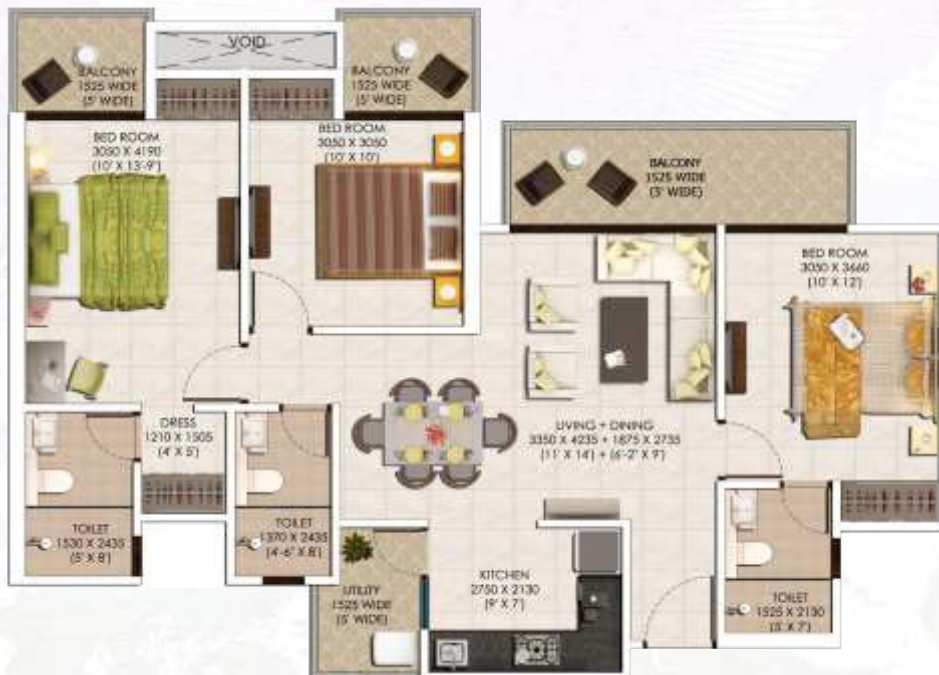 VOID
BALCONY
1525 WIDE
(5' WIDE)
BALCONY
1525 WIDE
(5' WIDE)
BED ROOM
3050 X 4190
(10' X 13'-9")
BED ROOM
3050 X 3050
(10' X 10')
BALCONY
1525 WIDE
(5' WIDE)
BED ROOM
3050 X 3660
(10' X 12')
DRESS
1210 X 1505
(4' X 5')
LIVING + DINING
3350 X 4235 + 1875 X 2735
(11' X 14') + (6'-2" X 9')
TOILET
1530 X 2435
(5' X 8')
TOILET
1370 X 2435
(4'-6" X 8')
UTILITY
1525 WIDE
(5' WIDE)
KITCHEN
2750 X 2130
(9' X 7')
TOILET
1525 X 2130
(5' X 7')